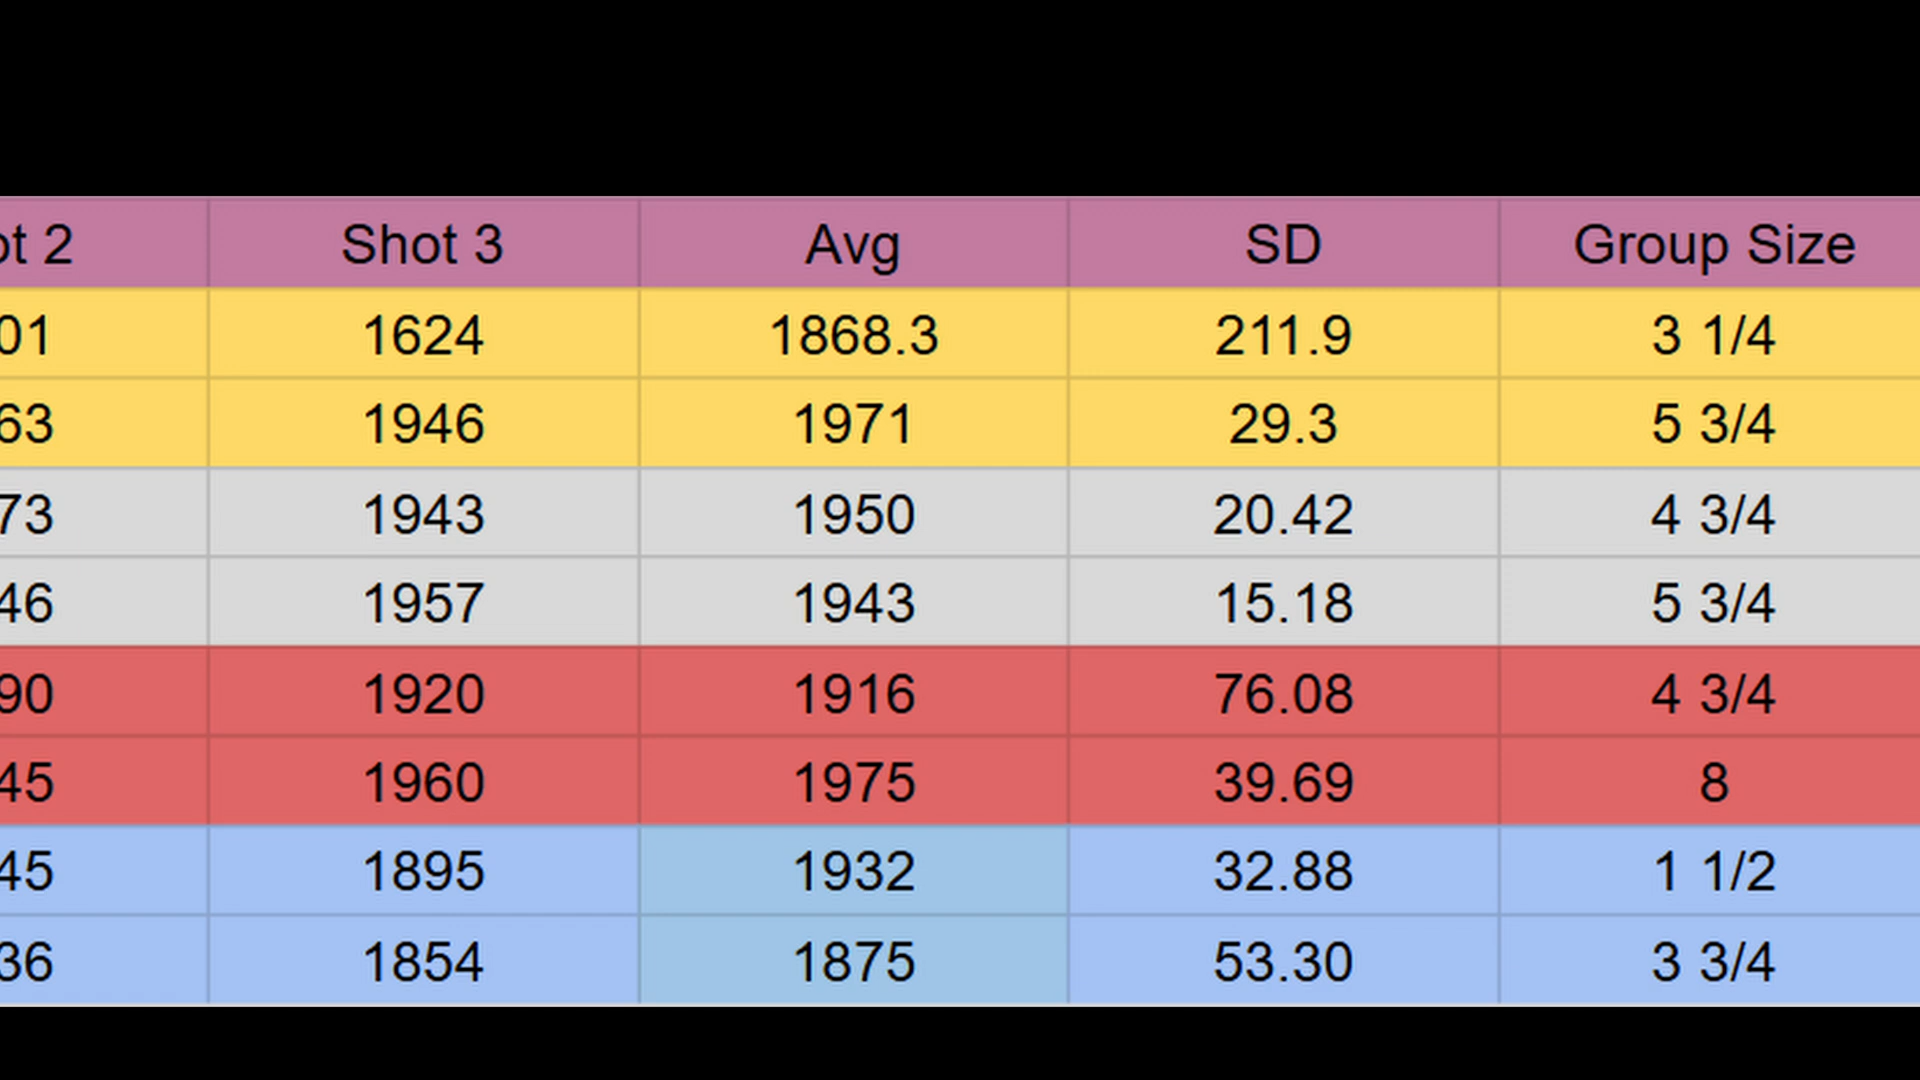 ot 2 Shot 3 Avg SD Group Size
01 1624 1868.3 211.9 3 1/4
63 1946 1971 29.3 5 3/4
73 1943 1950 20.42 4 3/4
46 1957 1943 15.18 5 3/4
90 1920 1916 76.08 4 3/4
45 1960 1975 39.69 8
45 1895 1932 32.88 1 1/2
36 1854 1875 53.30 3 3/4